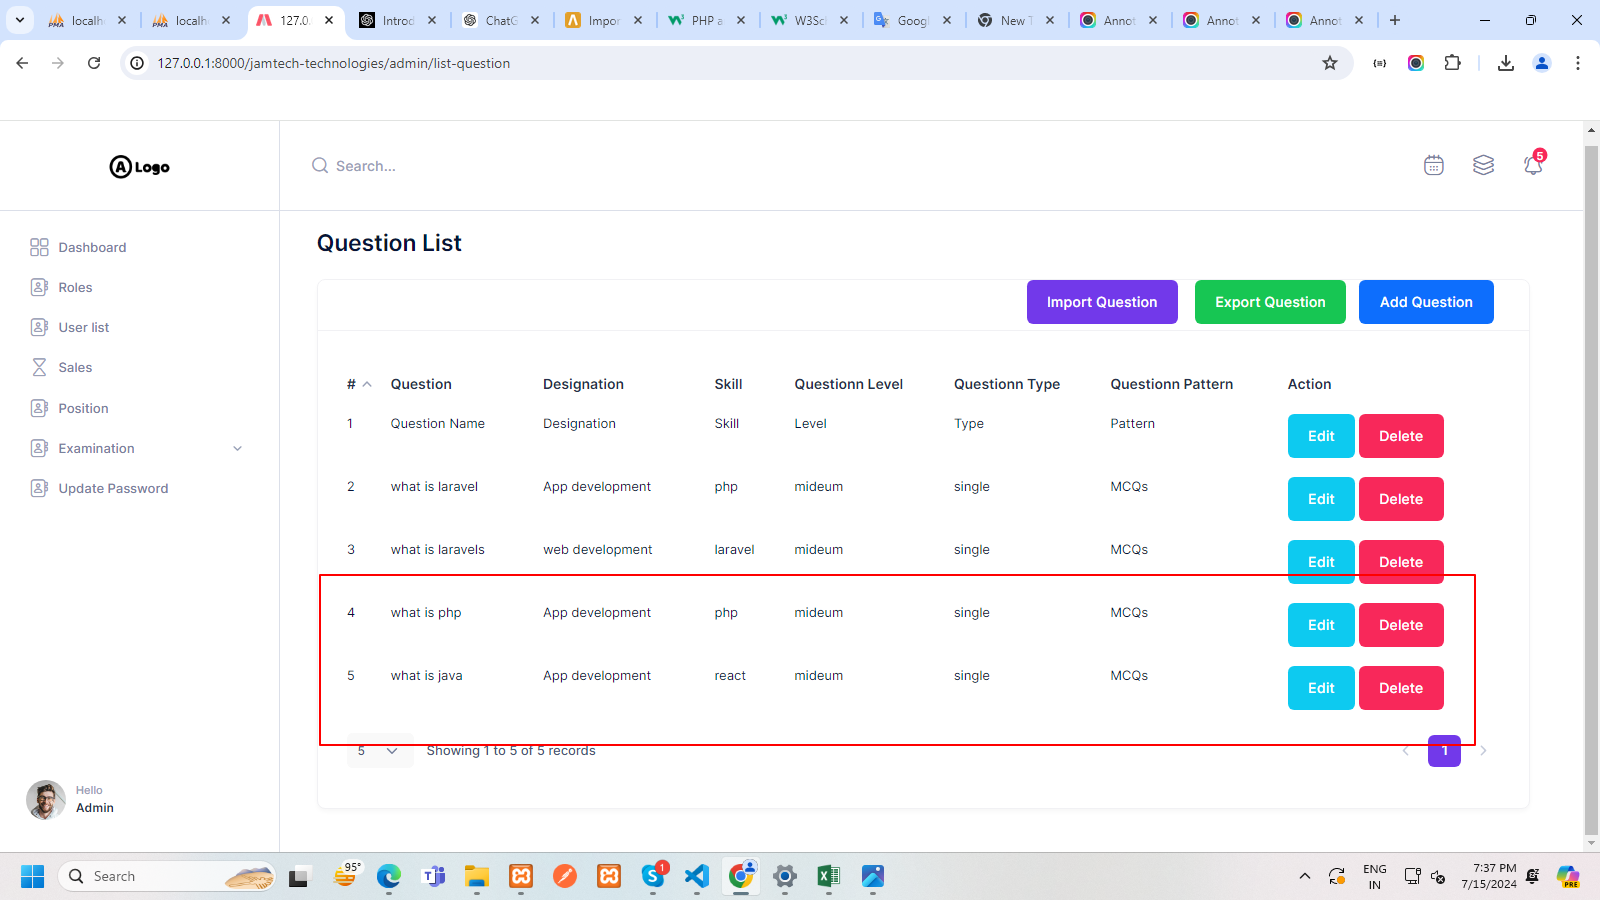 localh
localh
127.0.
Introd
ChatG
Impor
PHP a
W3Scl
Googl
New T
Annot
Annot
Annot
127.0.0.1:8000/jamtech-technologies/admin/list-question
A Logo
Search...
5
Dashboard
Roles
User list
Sales
Position
Examination
Update Password
Hello
Admin
Question List
Import Question Export Question Add Question
# Question Designation Skill Questionn Level Questionn Type Questionn Pattern Action
1 Question Name Designation Skill Level Type Pattern Edit Delete
2 what is laravel App development php mideum single MCQs Edit Delete
3 what is laravels web development laravel mideum single MCQs Edit Delete
4 what is php App development php mideum single MCQs Edit Delete
5 what is java App development react mideum single MCQs Edit Delete
5 Showing 1 to 5 of 5 records 1
Search
95°
1
ENG
IN
7:37 PM
7/15/2024
PRE